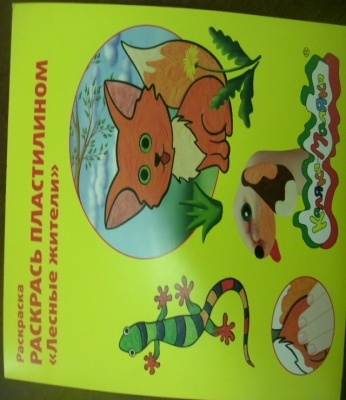 Раскраска
РАСКРАСЬ ПЛАСТИЛИНОМ
«Лесные жители»
Каляка-Маляка®